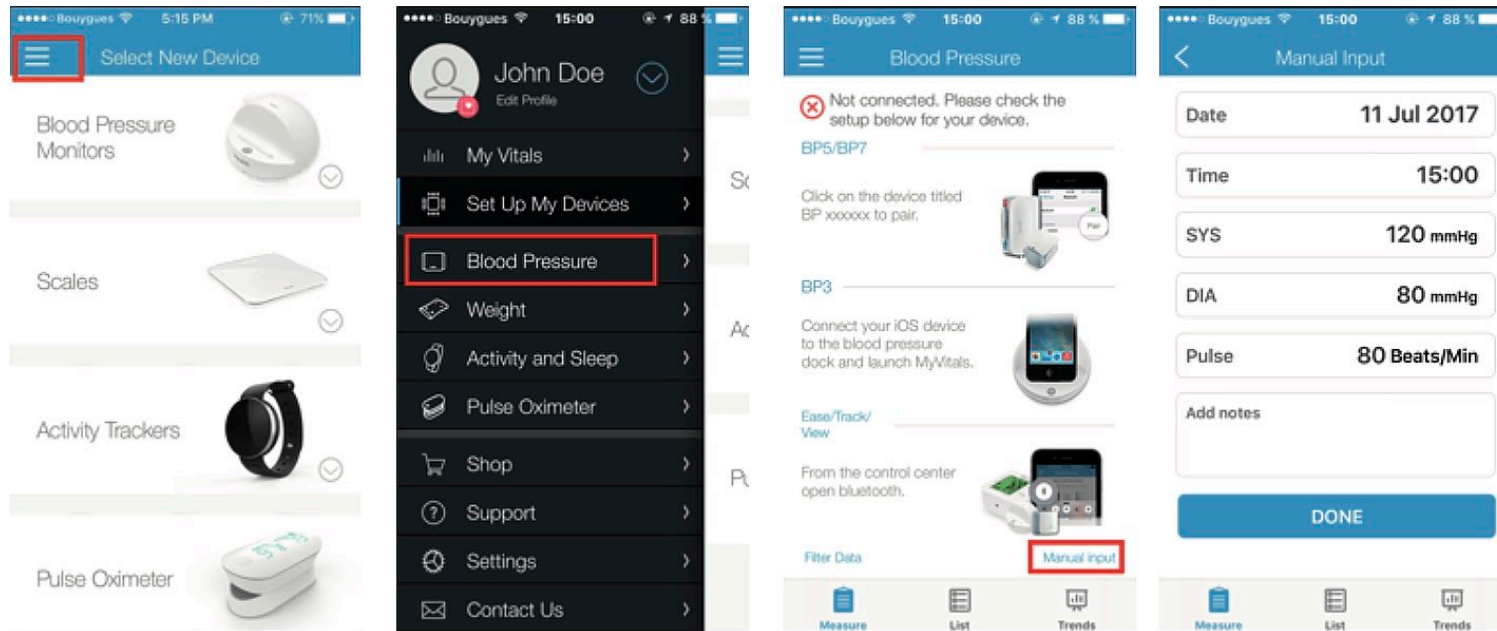 Bouygues 5:15 PM 71%
Select New Device
Blood Pressure
Monitors
Scales
Activity Trackers
Pulse Oximeter
Bouygues 15:00 88 %
John Doe
Edit Profile
My Vitals
Set Up My Devices
Blood Pressure
Weight
Activity and Sleep
Pulse Oximeter
Shop
Support
Settings
Contact Us
Bouygues 15:00 88 %
Blood Pressure
Not connected. Please check the
setup below for your device.
BP5/BP7
Click on the device titled
BP xxxxxx to pair.
Pair
BP3
Connect your iOS device
to the blood pressure
dock and launch MyVitals.
Ease/Track/
View
From the control center
open bluetooth.
Filter Data Manual input
Measure List Trends
Bouygues 15:00 88 %
Manual Input
Date 11 Jul 2017
Time 15:00
SYS 120 mmHg
DIA 80 mmHg
Pulse 80 Beats/Min
Add notes
DONE
Measure List Trends